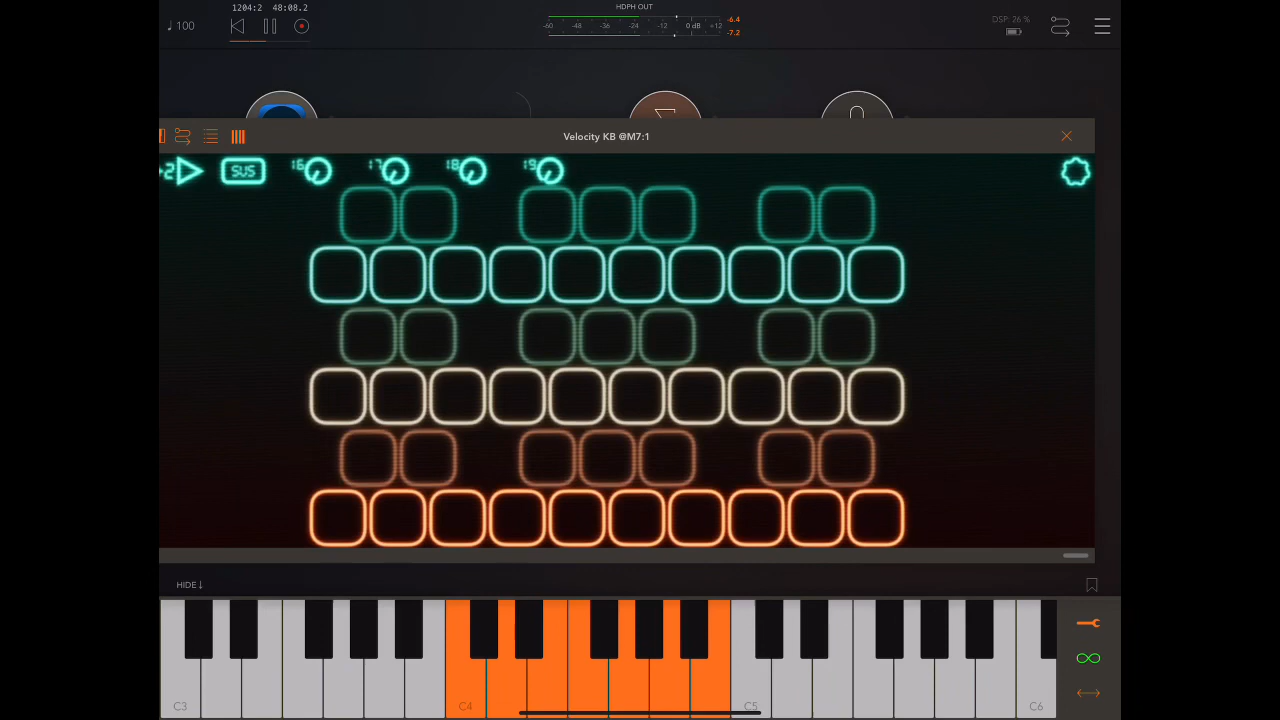 1204:2 48:08.2
HDPH OUT
♩ 100
-60 -48 -36 -24 -12 0 dB +12
-6.4
-7.2
DSP: 26 %
Velocity KB @M7:1
SUS 16 17 18 19
HIDE↓
C3 C4 C5 C6